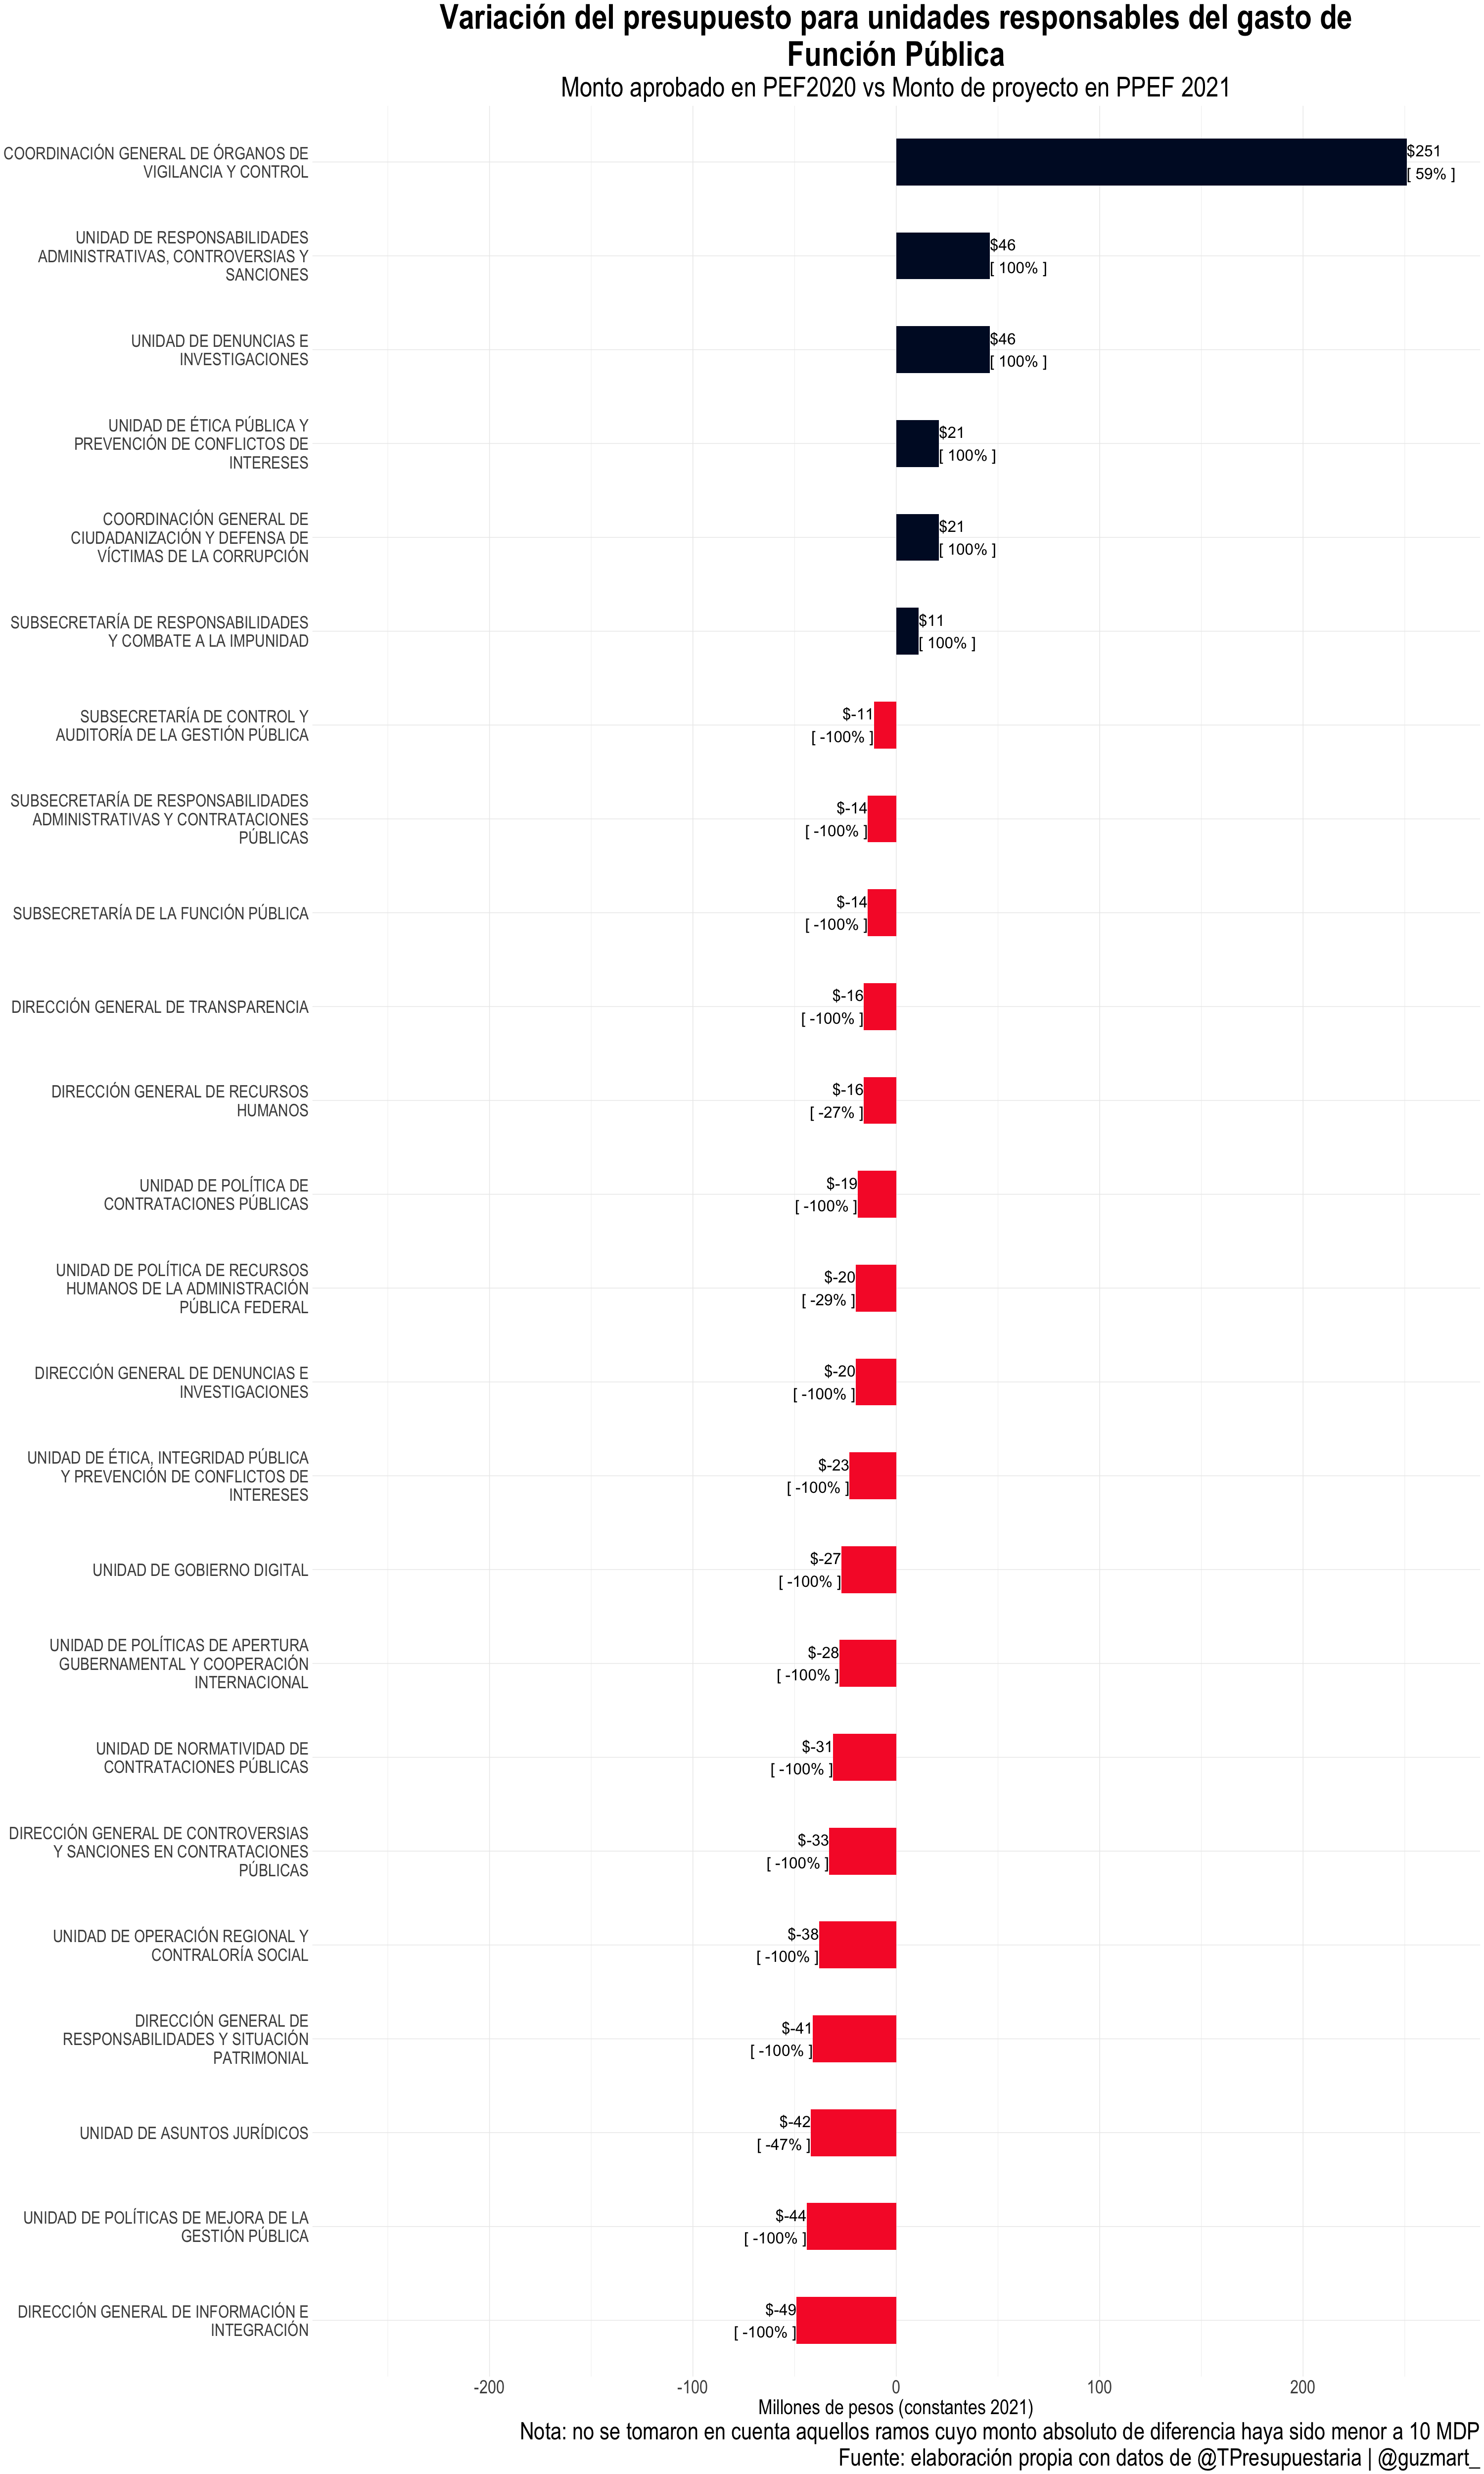 Variación del presupuesto para unidades responsables del gasto de
Función Pública
Monto aprobado en PEF2020 vs Monto de proyecto en PPEF 2021
COORDINACIÓN GENERAL DE ÓRGANOS DE
VIGILANCIA Y CONTROL
$251
[ 59% ]
UNIDAD DE RESPONSABILIDADES
ADMINISTRATIVAS, CONTROVERSIAS Y
SANCIONES
$46
[ 100% ]
UNIDAD DE DENUNCIAS E
INVESTIGACIONES
$46
[ 100% ]
UNIDAD DE ÉTICA PÚBLICA Y
PREVENCIÓN DE CONFLICTOS DE
INTERESES
$21
[ 100% ]
COORDINACIÓN GENERAL DE
CIUDADANIZACIÓN Y DEFENSA DE
VÍCTIMAS DE LA CORRUPCIÓN
$21
[ 100% ]
SUBSECRETARÍA DE RESPONSABILIDADES
Y COMBATE A LA IMPUNIDAD
$11
[ 100% ]
SUBSECRETARÍA DE CONTROL Y
AUDITORÍA DE LA GESTIÓN PÚBLICA
$-11
[ -100% ]
SUBSECRETARÍA DE RESPONSABILIDADES
ADMINISTRATIVAS Y CONTRATACIONES
PÚBLICAS
$-14
[ -100% ]
SUBSECRETARÍA DE LA FUNCIÓN PÚBLICA
$-14
[ -100% ]
DIRECCIÓN GENERAL DE TRANSPARENCIA
$-16
[ -100% ]
DIRECCIÓN GENERAL DE RECURSOS
HUMANOS
$-16
[ -27% ]
UNIDAD DE POLÍTICA DE
CONTRATACIONES PÚBLICAS
$-19
[ -100% ]
UNIDAD DE POLÍTICA DE RECURSOS
HUMANOS DE LA ADMINISTRACIÓN
PÚBLICA FEDERAL
$-20
[ -29% ]
DIRECCIÓN GENERAL DE DENUNCIAS E
INVESTIGACIONES
$-20
[ -100% ]
UNIDAD DE ÉTICA, INTEGRIDAD PÚBLICA
Y PREVENCIÓN DE CONFLICTOS DE
INTERESES
$-23
[ -100% ]
UNIDAD DE GOBIERNO DIGITAL
$-27
[ -100% ]
UNIDAD DE POLÍTICAS DE APERTURA
GUBERNAMENTAL Y COOPERACIÓN
INTERNACIONAL
$-28
[ -100% ]
UNIDAD DE NORMATIVIDAD DE
CONTRATACIONES PÚBLICAS
$-31
[ -100% ]
DIRECCIÓN GENERAL DE CONTROVERSIAS
Y SANCIONES EN CONTRATACIONES
PÚBLICAS
$-33
[ -100% ]
UNIDAD DE OPERACIÓN REGIONAL Y
CONTRALORÍA SOCIAL
$-38
[ -100% ]
DIRECCIÓN GENERAL DE
RESPONSABILIDADES Y SITUACIÓN
PATRIMONIAL
$-41
[ -100% ]
UNIDAD DE ASUNTOS JURÍDICOS
$-42
[ -47% ]
UNIDAD DE POLÍTICAS DE MEJORA DE LA
GESTIÓN PÚBLICA
$-44
[ -100% ]
DIRECCIÓN GENERAL DE INFORMACIÓN E
INTEGRACIÓN
$-49
[ -100% ]
-200 -100 0 100 200
Millones de pesos (constantes 2021)
Nota: no se tomaron en cuenta aquellos ramos cuyo monto absoluto de diferencia haya sido menor a 10 MDP
Fuente: elaboración propia con datos de @TPresupuestaria | @guzmart_